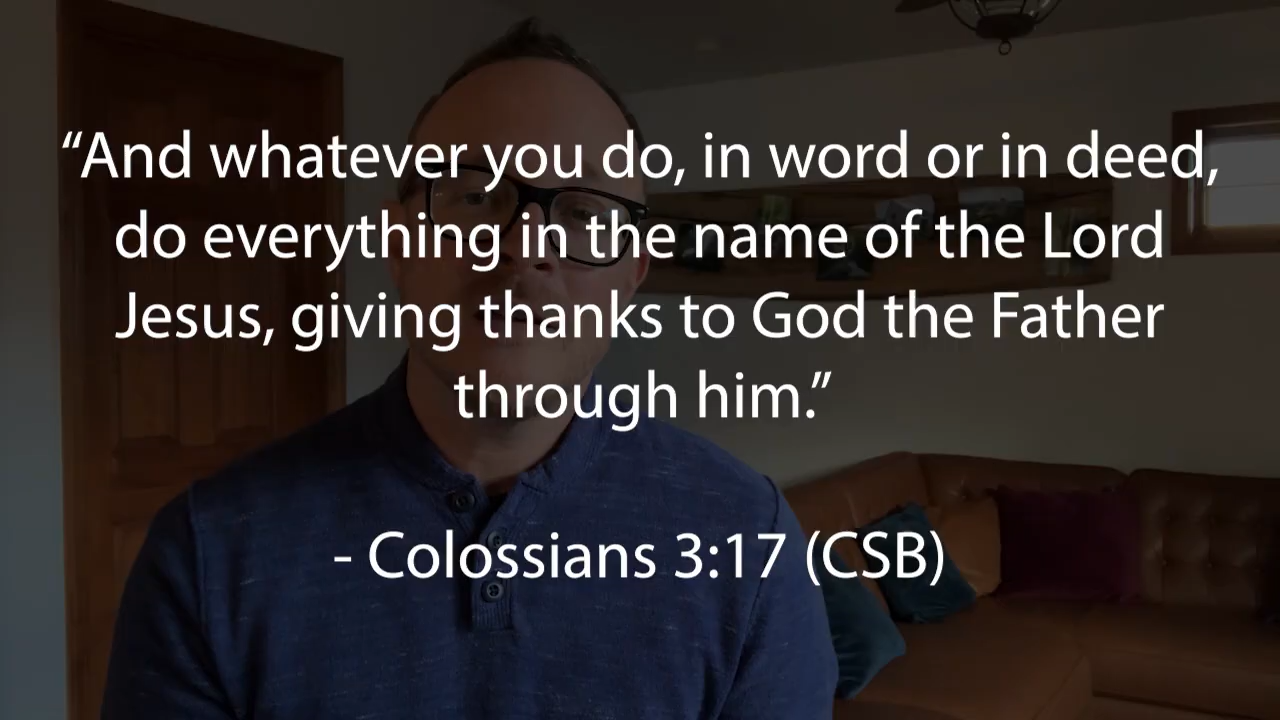 “And whatever you do, in word or in deed,
do everything in the name of the Lord
Jesus, giving thanks to God the Father
through him.”
- Colossians 3:17 (CSB)